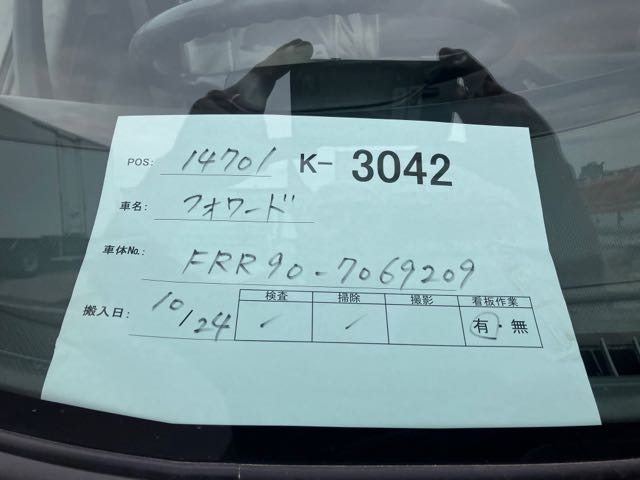 POS: 14701 K- 3042
車名: フォワード
車体No.: FRR90-7069209
搬入日: 10/24
検査 掃除 撮影 看板作業
✓ ✓ 有・無